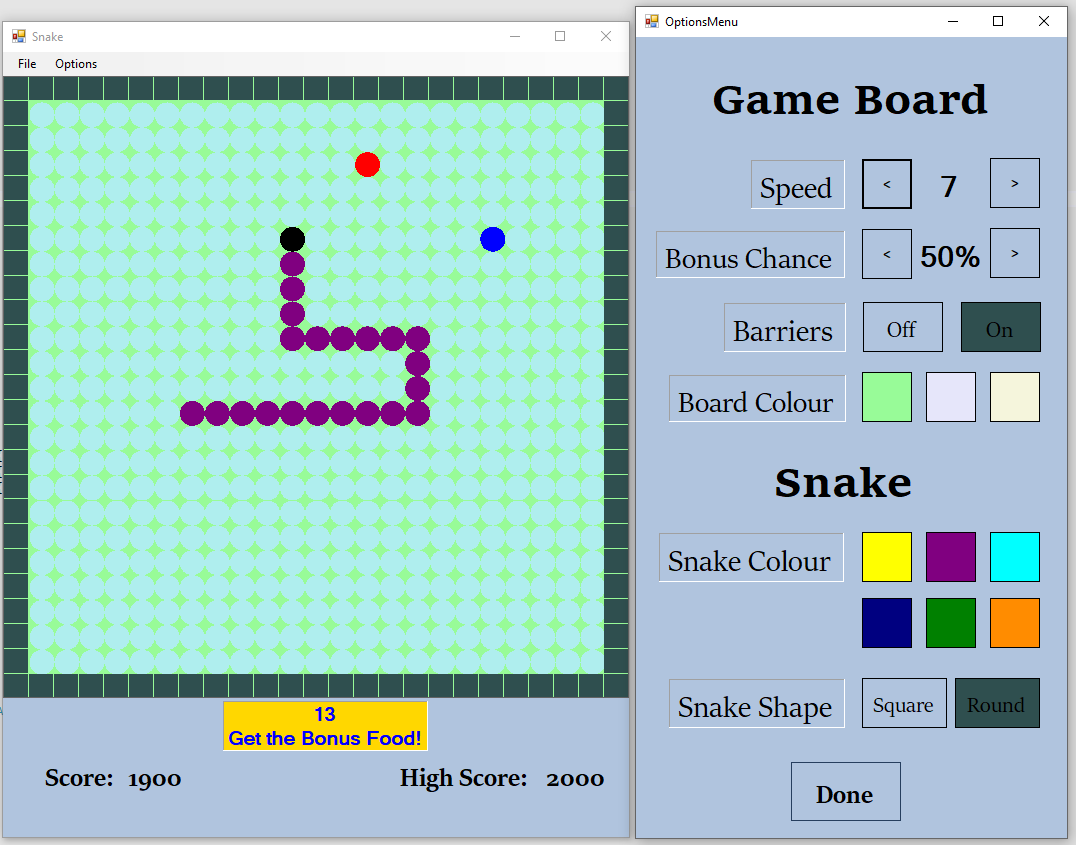 Snake
File Options
13
Get the Bonus Food!
Score: 1900 High Score: 2000
OptionsMenu
Game Board
Speed < 7 >
Bonus Chance < 50% >
Barriers Off On
Board Colour
Snake
Snake Colour
Snake Shape Square Round
Done